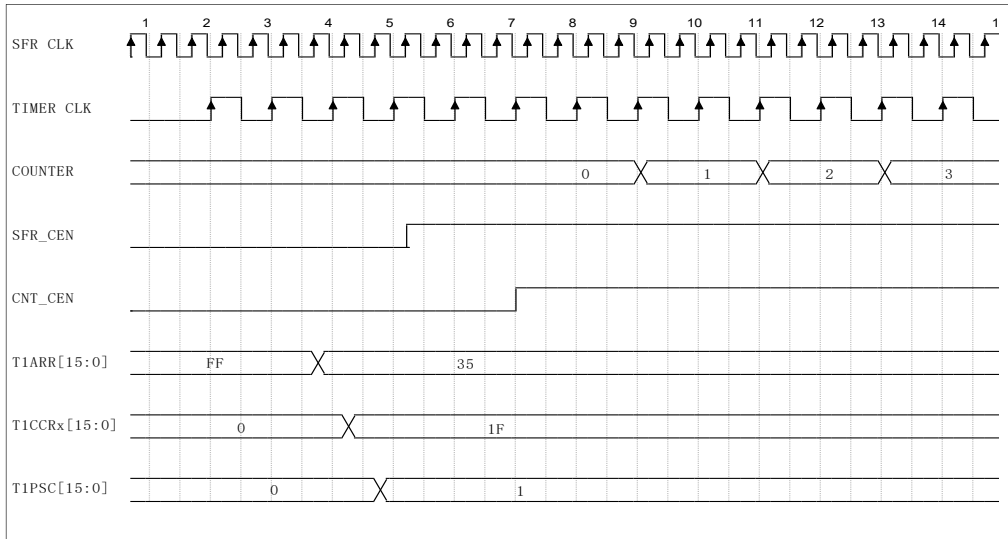 1 2 3 4 5 6 7 8 9 10 11 12 13 14 1
SFR CLK
TIMER CLK
COUNTER 0 1 2 3
SFR_CEN
CNT_CEN
T1ARR[15:0] FF 35
T1CCRx[15:0] 0 1F
T1PSC[15:0] 0 1